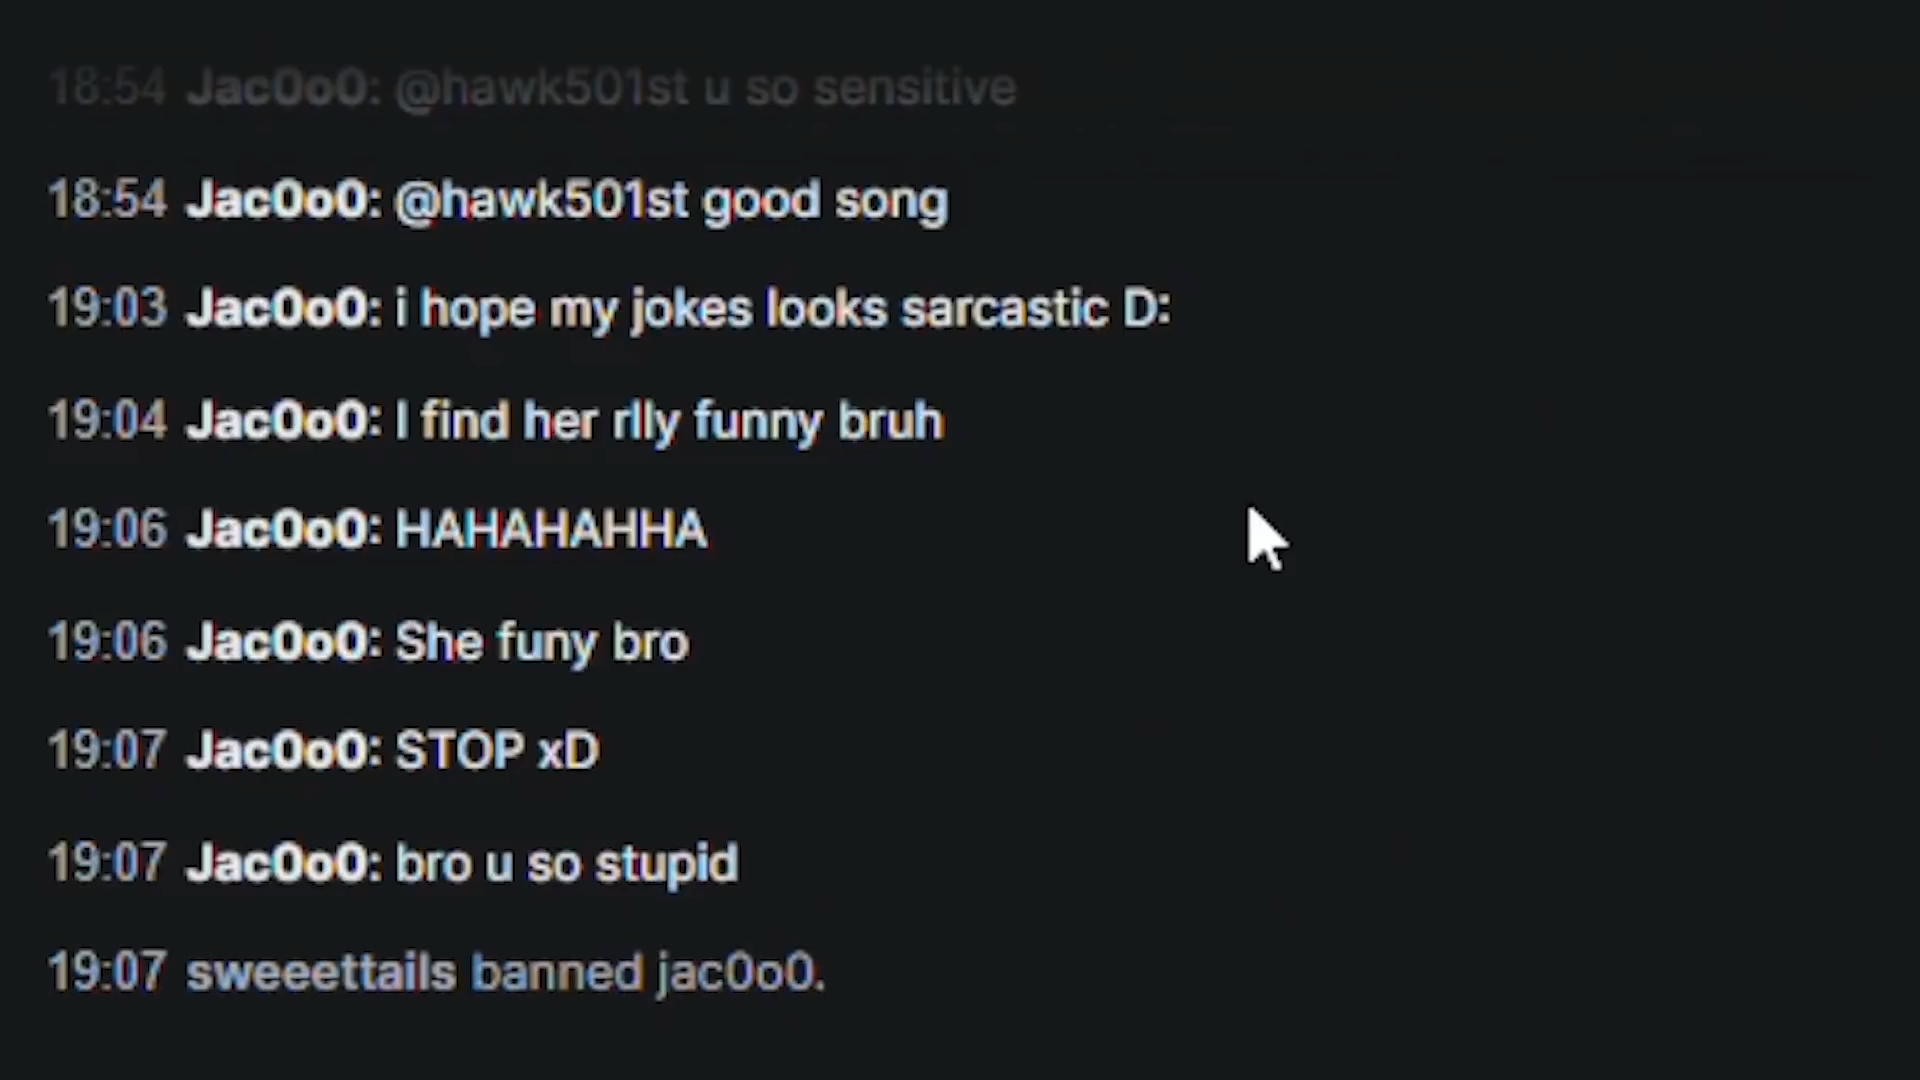 18:54 Jac0o0: @hawk501st u so sensitive
18:54 Jac0o0: @hawk501st good song
19:03 Jac0o0: i hope my jokes looks sarcastic D:
19:04 Jac0o0: I find her rlly funny bruh
19:06 Jac0o0: HAHAHAHHA
19:06 Jac0o0: She funy bro
19:07 Jac0o0: STOP xD
19:07 Jac0o0: bro u so stupid
19:07 sweeettails banned jac0o0.